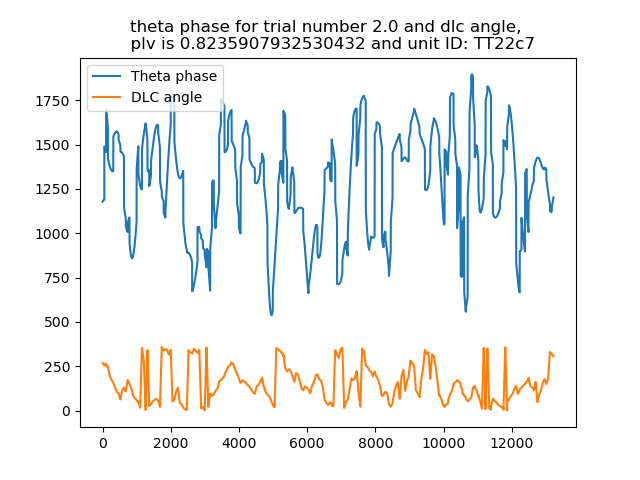 theta phase for trial number 2.0 and dlc angle,
plv is 0.8235907932530432 and unit ID: TT22c7
Theta phase
DLC angle
1750
1500
1250
1000
750
500
250
0
0 2000 4000 6000 8000 10000 12000